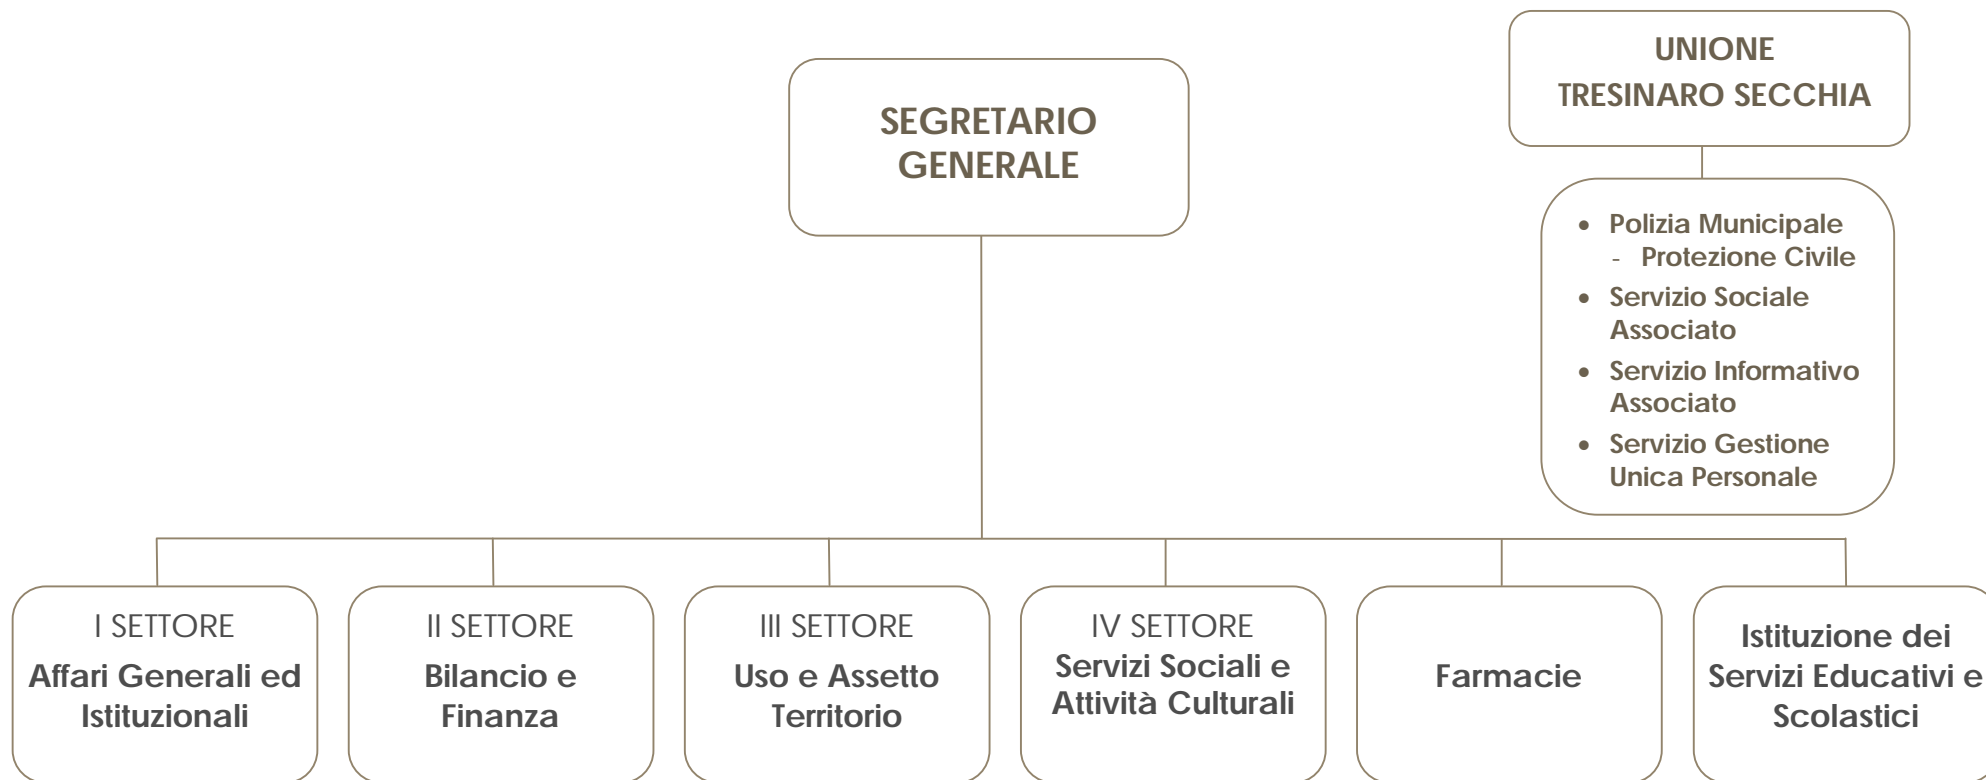 SEGRETARIO
GENERALE
UNIONE
TRESINARO SECCHIA
• Polizia Municipale
- Protezione Civile
• Servizio Sociale
Associato
• Servizio Informativo
Associato
• Servizio Gestione
Unica Personale
I SETTORE
Affari Generali ed
Istituzionali
II SETTORE
Bilancio e
Finanza
III SETTORE
Uso e Assetto
Territorio
IV SETTORE
Servizi Sociali e
Attività Culturali
Farmacie
Istituzione dei
Servizi Educativi e
Scolastici